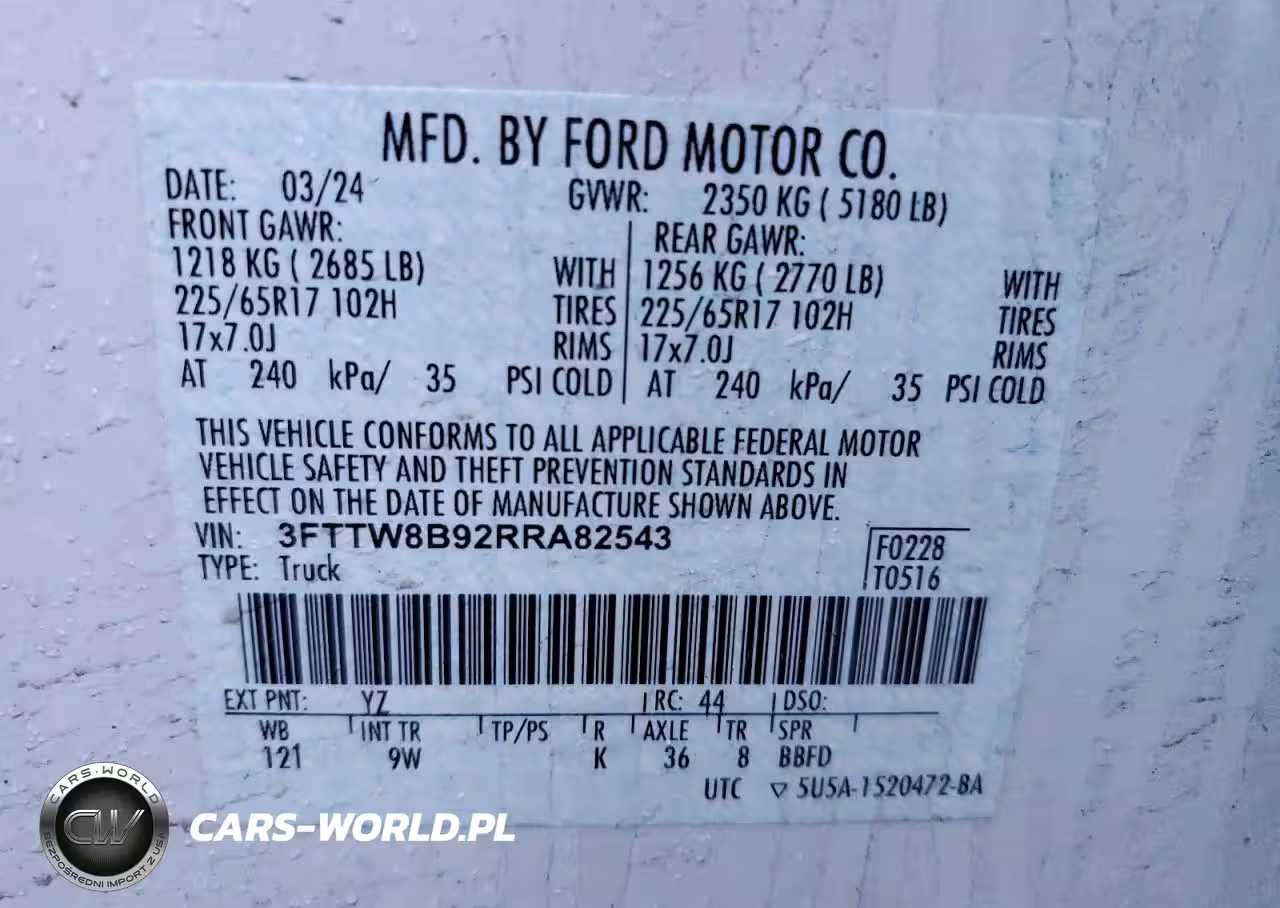 MFD. BY FORD MOTOR CO.
DATE: 03/24 GVWR: 2350 KG ( 5180 LB)
FRONT GAWR: REAR GAWR:
1218 KG ( 2685 LB) WITH 1256 KG ( 2770 LB) WITH
225/65R17 102H TIRES 225/65R17 102H TIRES
17x7.0J RIMS 17x7.0J RIMS
AT 240 kPa/ 35 PSI COLD AT 240 kPa/ 35 PSI COLD
THIS VEHICLE CONFORMS TO ALL APPLICABLE FEDERAL MOTOR
VEHICLE SAFETY AND THEFT PREVENTION STANDARDS IN
EFFECT ON THE DATE OF MANUFACTURE SHOWN ABOVE.
VIN: 3FTTW8B92RRA82543
F0228
TYPE: Truck
T0516
EXT PNT: YZ RC: 44 DSO:
WB INT TR TP/PS R AXLE TR SPR
121 9W K 36 8 BBFD
UTC ▽ 5U5A-1520472-BA
CARS-WORLD
CW
BEZPOŚREDNI IMPORT Z USA
CARS-WORLD.PL